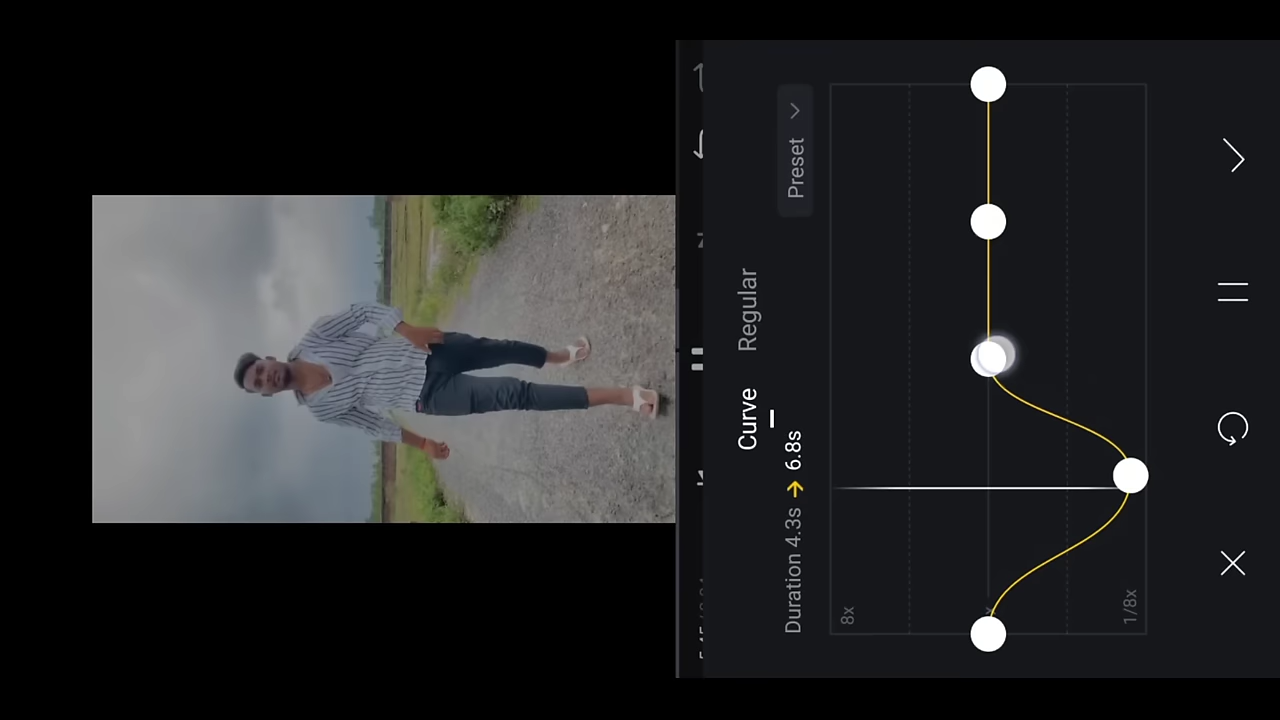 Curve Regular
Duration 4.3s → 6.8s
Preset
8x
1/8x